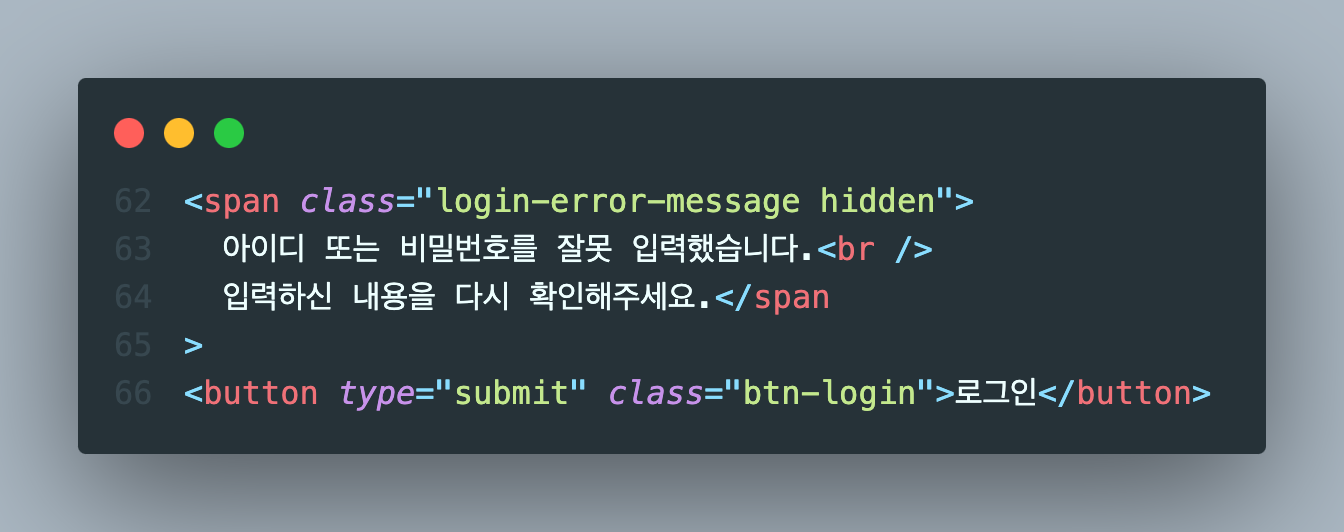 62 <span class="login-error-message hidden">
63   아이디 또는 비밀번호를 잘못 입력했습니다.<br />
64   입력하신 내용을 다시 확인해주세요.</span
65 >
66 <button type="submit" class="btn-login">로그인</button>